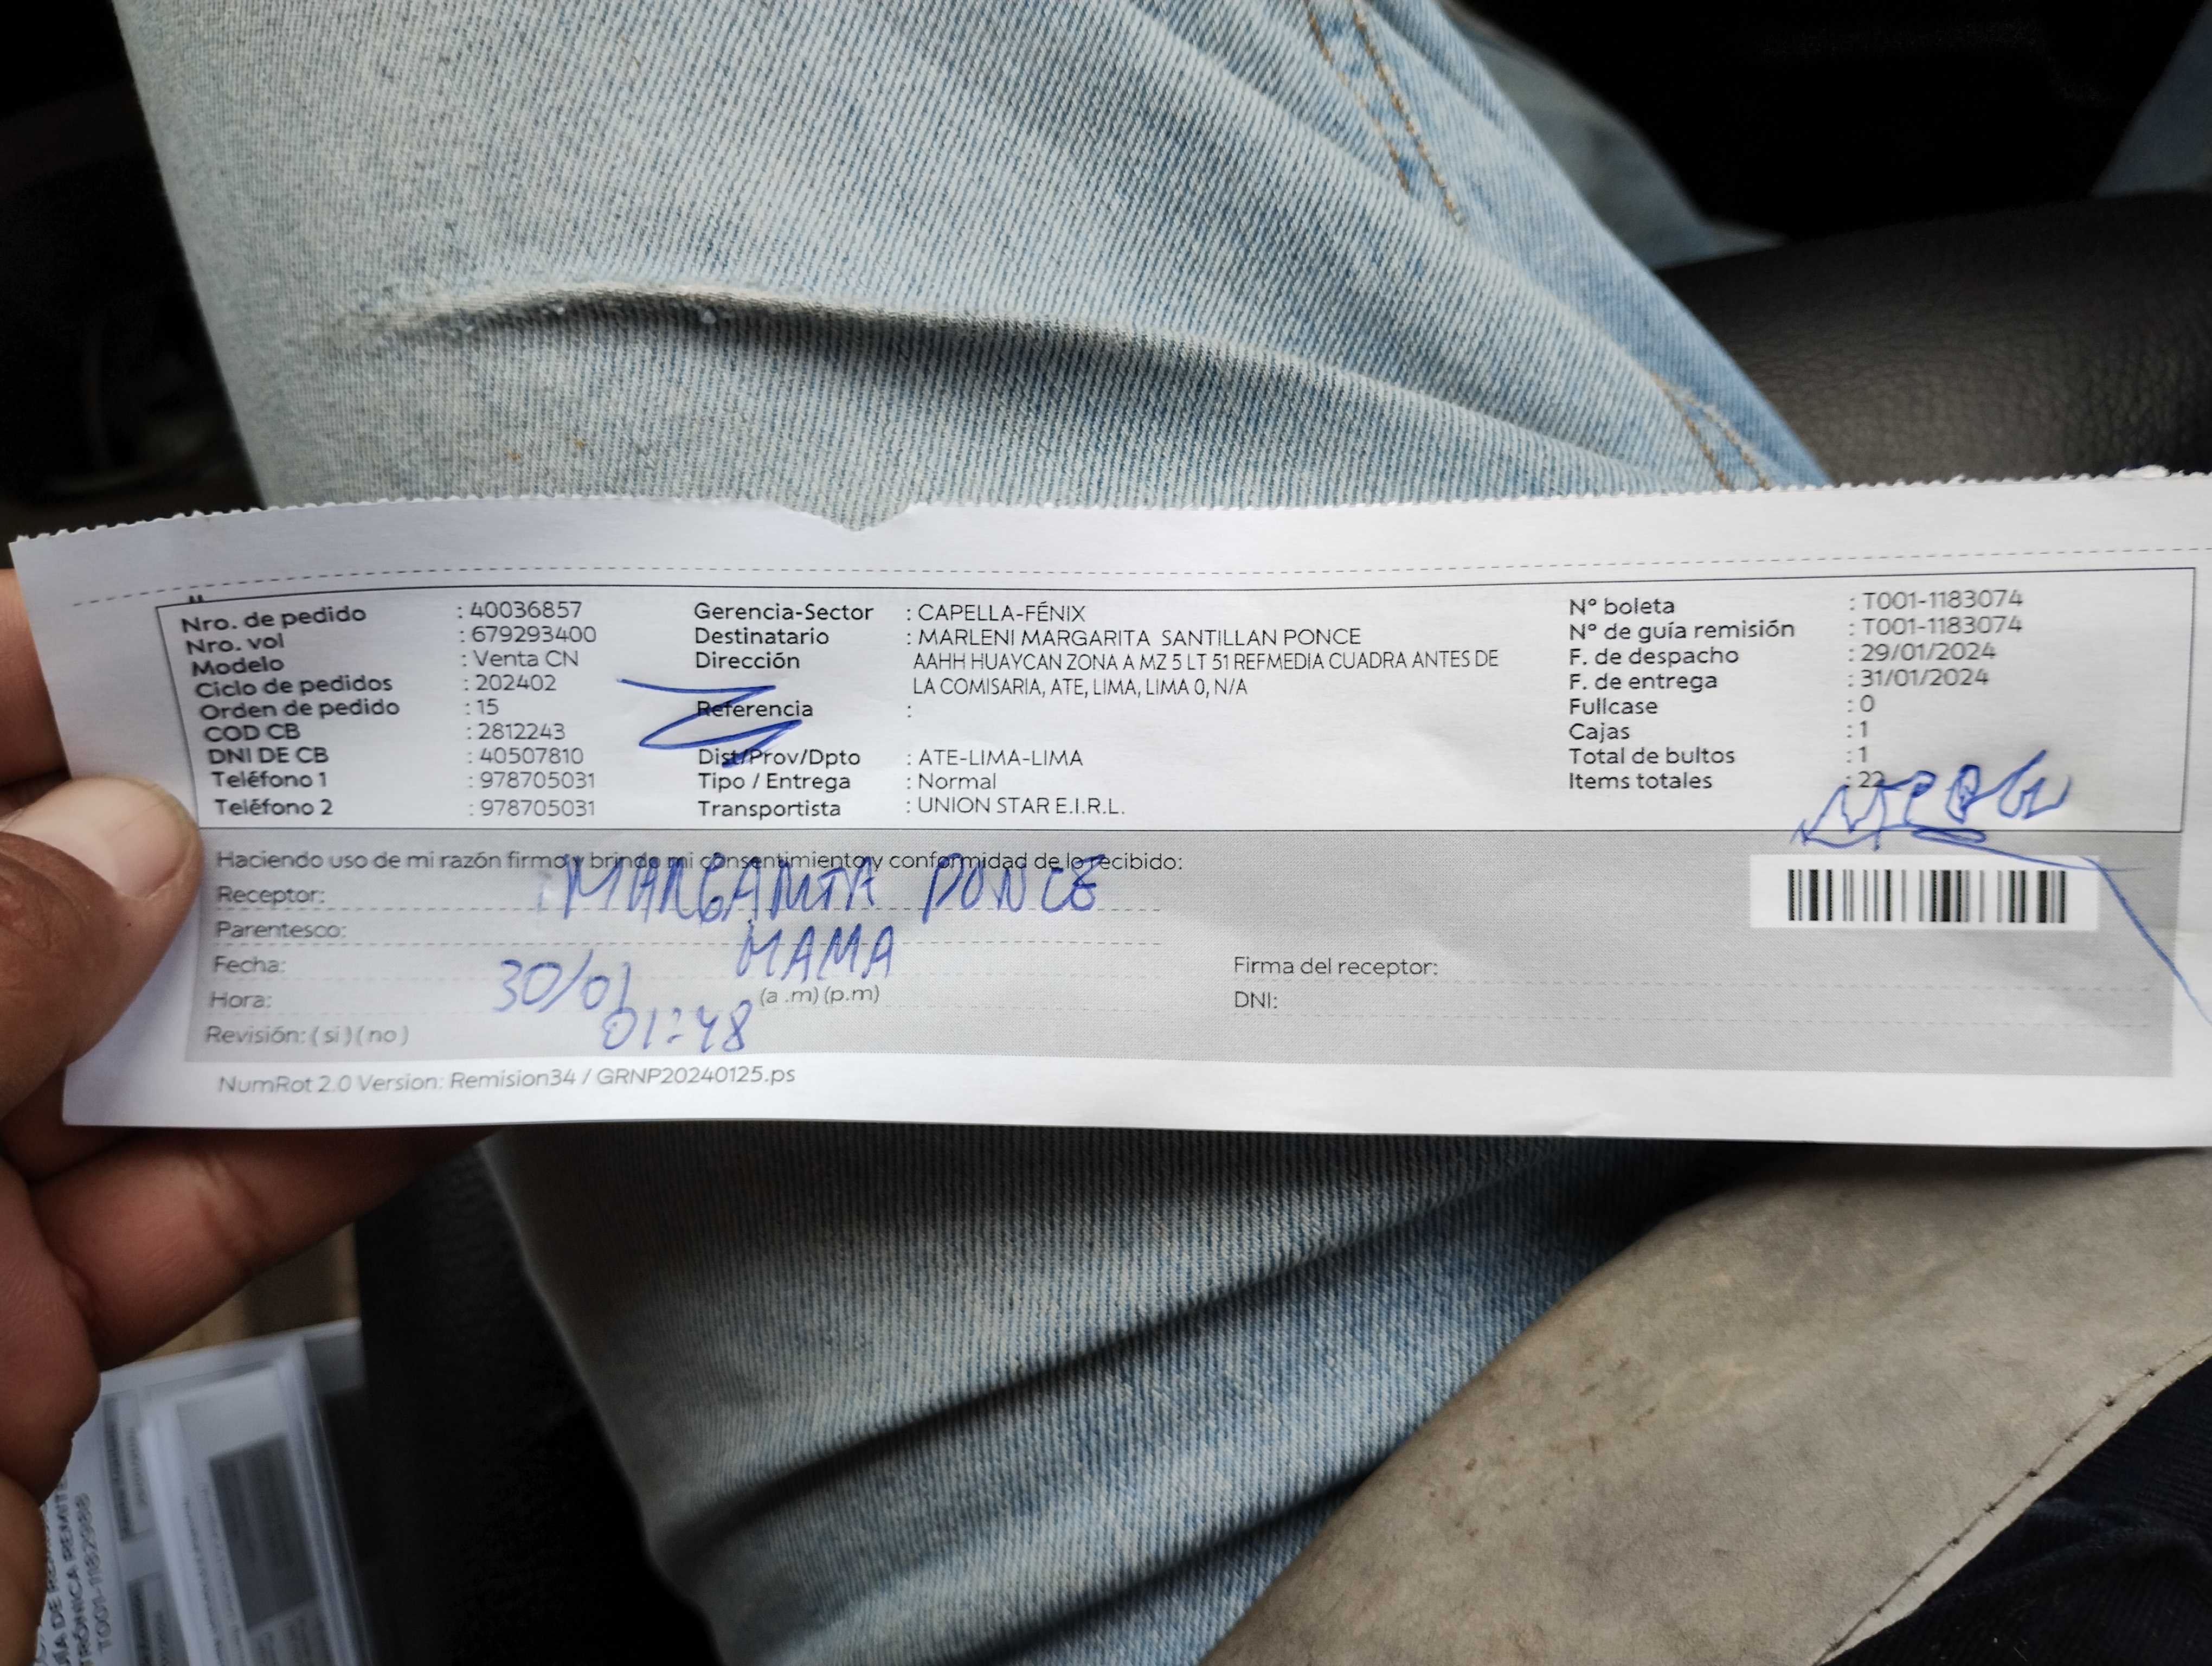 Nro. de pedido : 40036857
Nro. vol : 679293400
Modelo : Venta CN
Ciclo de pedidos : 202402
Orden de pedido : 15
COD CB : 2812243
DNI DE CB : 40507810
Teléfono 1 : 978705031
Teléfono 2 : 978705031
Gerencia-Sector : CAPELLA-FÉNIX
Destinatario : MARLENI MARGARITA SANTILLAN PONCE
Dirección AAHH HUAYCAN ZONA A MZ 5 LT 51 REFMEDIA CUADRA ANTES DE
LA COMISARIA, ATE, LIMA, LIMA 0, N/A
Referencia :
Dist/Prov/Dpto : ATE-LIMA-LIMA
Tipo / Entrega : Normal
Transportista : UNION STAR E.I.R.L.
Nº boleta : T001-1183074
Nº de guía remisión : T001-1183074
F. de despacho : 29/01/2024
F. de entrega : 31/01/2024
Fullcase : 0
Cajas : 1
Total de bultos : 1
Items totales : 22
Haciendo uso de mi razón firmo y brindo mi consentimiento y conformidad de lo recibido:
Receptor: MARGARITA PONCE
Parentesco: MAMA
Fecha: 30/01
Hora: 01:48 (a .m) (p.m)
Revisión: ( si ) ( no )
Firma del receptor:
DNI:
NumRot 2.0 Version: Remision34 / GRNP20240125.ps
TRÓNICA REMITE
T001-1182988